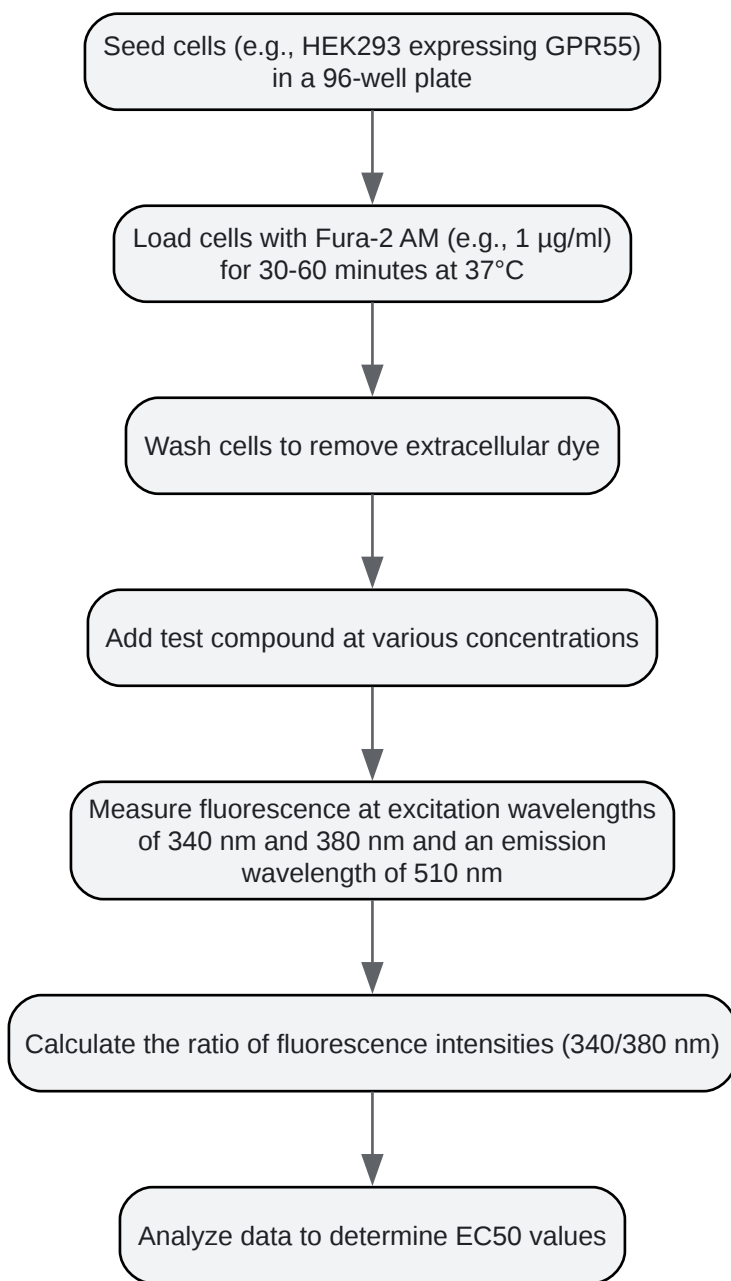 Seed cells (e.g., HEK293 expressing GPR55)
in a 96-well plate
Load cells with Fura-2 AM (e.g., 1 µg/ml)
for 30-60 minutes at 37°C
Wash cells to remove extracellular dye
Add test compound at various concentrations
Measure fluorescence at excitation wavelengths
of 340 nm and 380 nm and an emission
wavelength of 510 nm
Calculate the ratio of fluorescence intensities (340/380 nm)
Analyze data to determine EC50 values